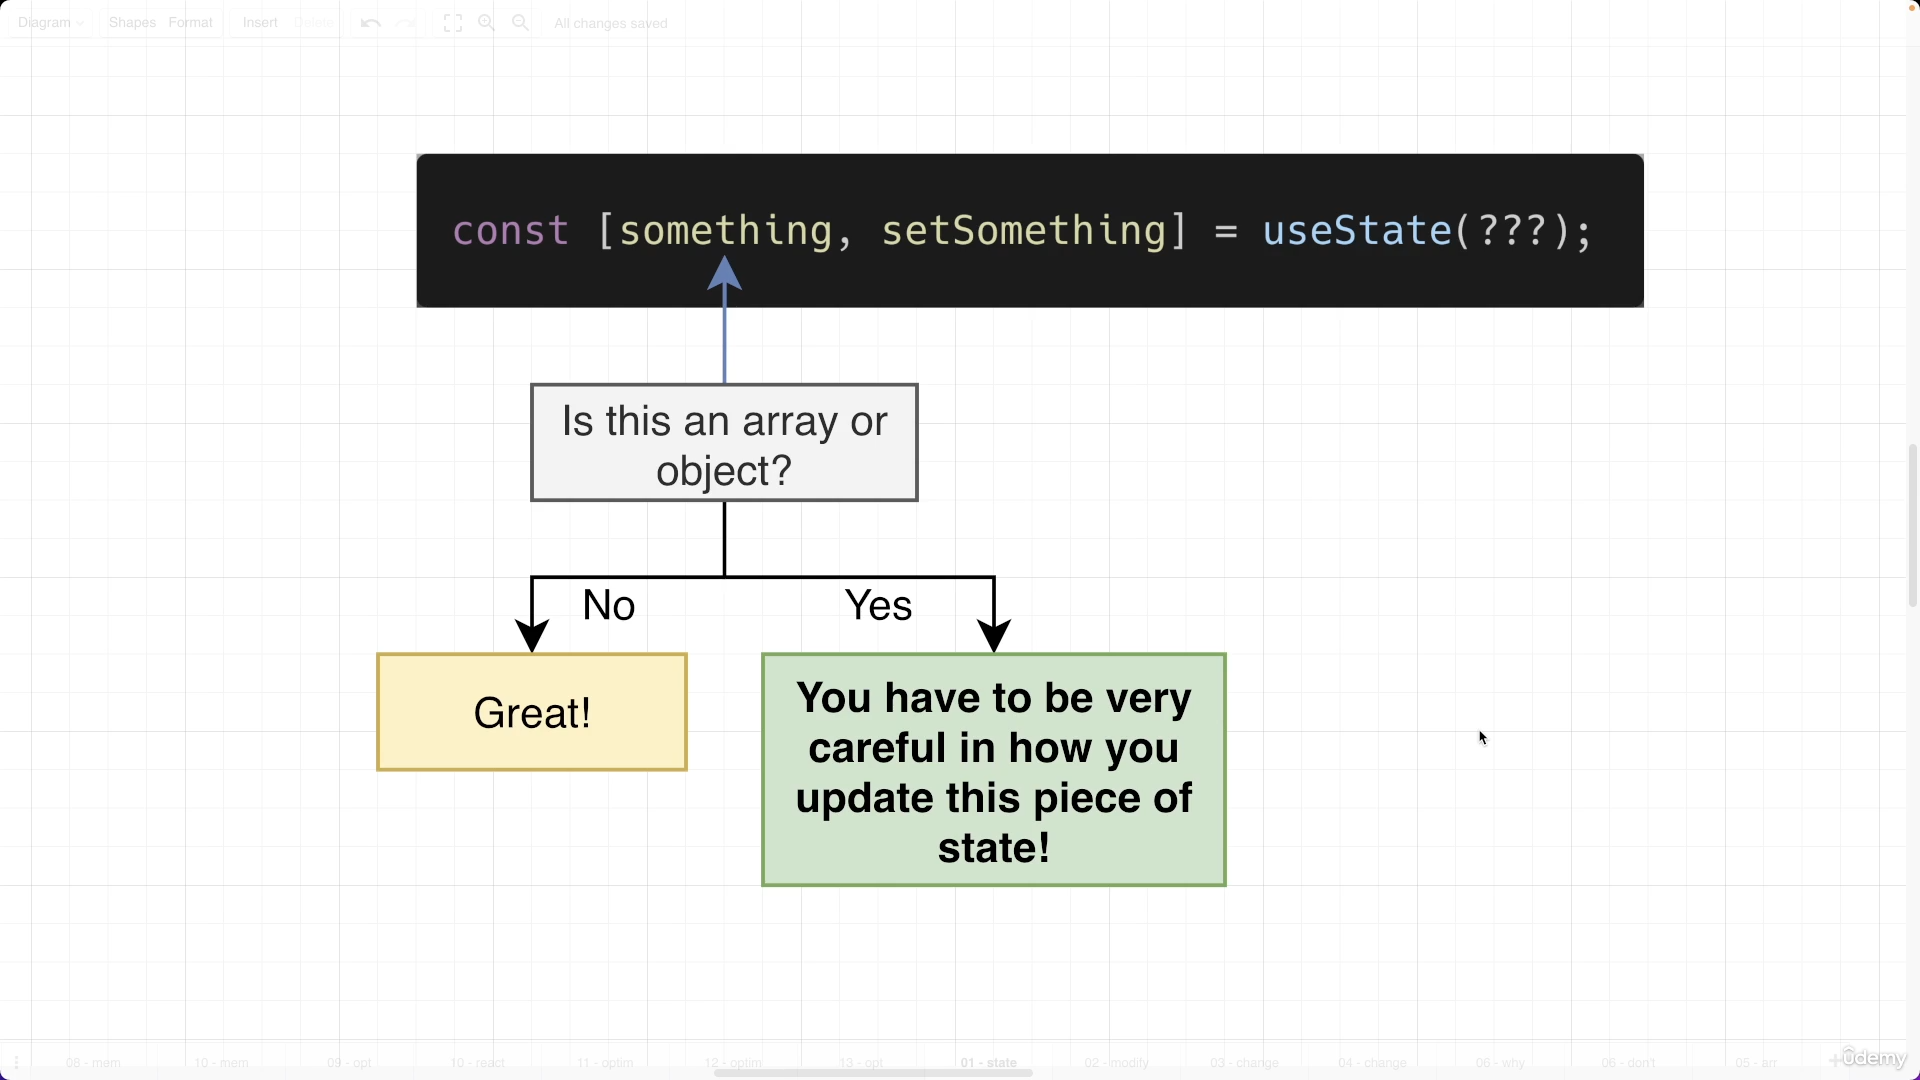 Diagram
Shapes
Format
Insert
Delete
All changes saved
const [something, setSomething] = useState(???);
Is this an array or
object?
No
Yes
Great!
You have to be very
careful in how you
update this piece of
state!
08 - mem
10 - mem
09 - opt
10 - react
11 - optim
12 - optim
13 - opt
01 - state
02 - modify
03 - change
04 - change
06 - why
06 - don't
05 - arr
ûdemy